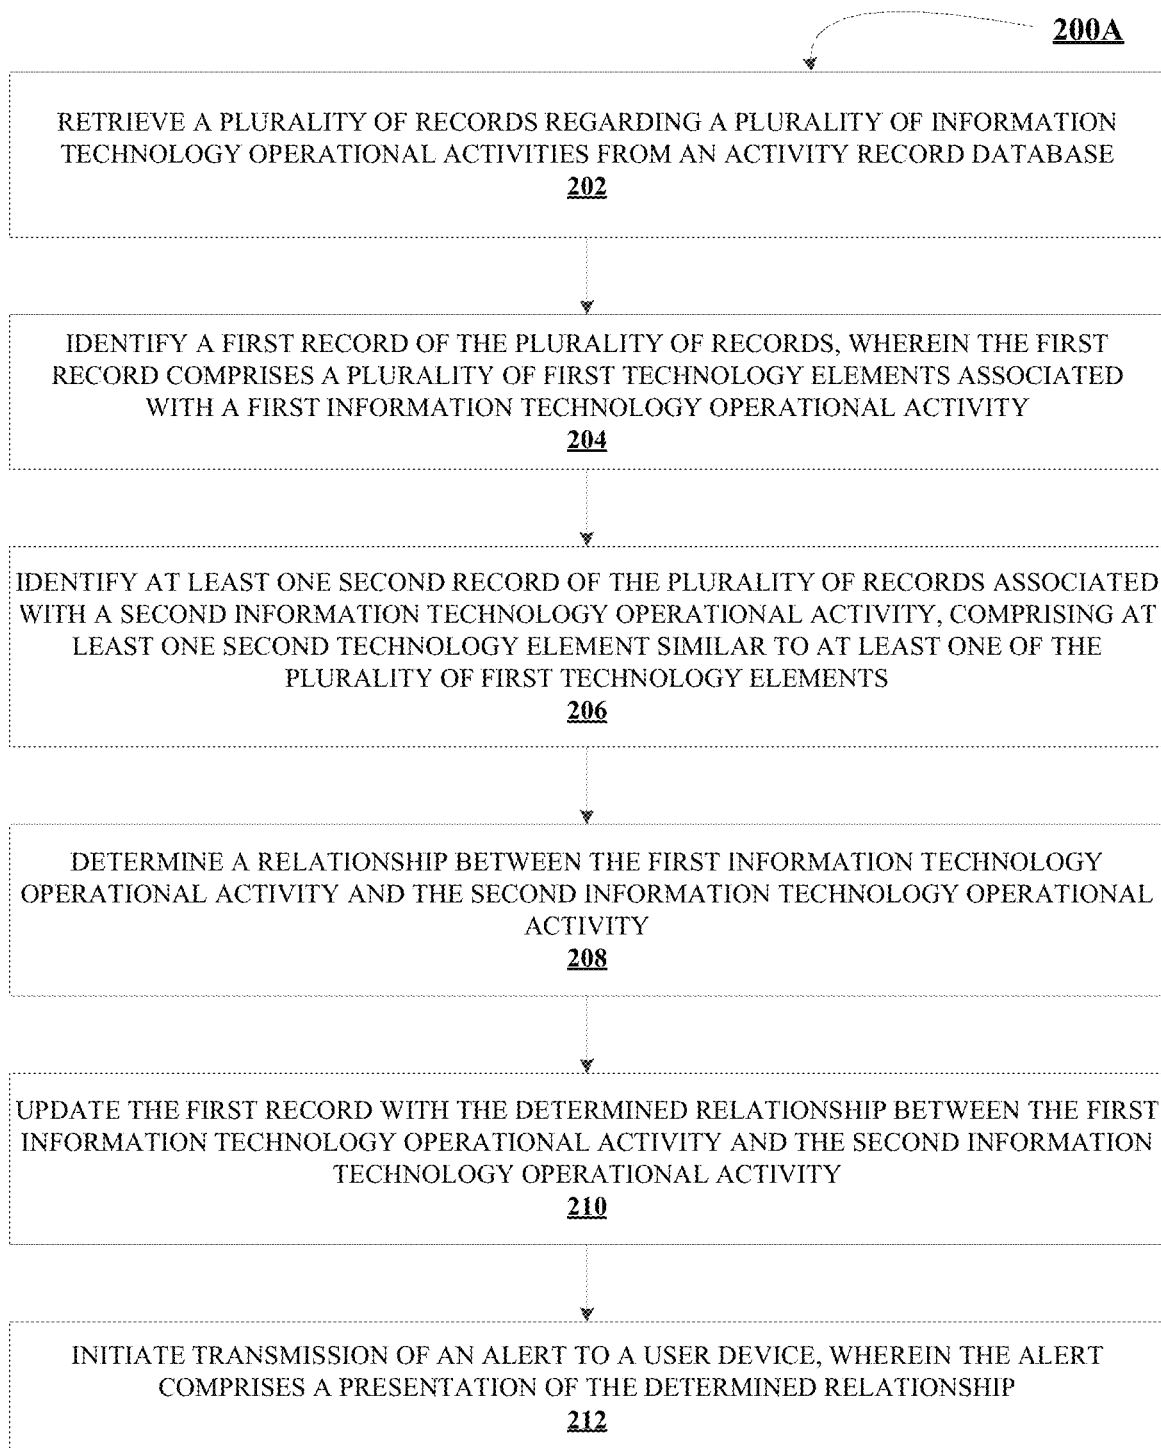 200A
RETRIEVE A PLURALITY OF RECORDS REGARDING A PLURALITY OF INFORMATION
TECHNOLOGY OPERATIONAL ACTIVITIES FROM AN ACTIVITY RECORD DATABASE
202
IDENTIFY A FIRST RECORD OF THE PLURALITY OF RECORDS, WHEREIN THE FIRST
RECORD COMPRISES A PLURALITY OF FIRST TECHNOLOGY ELEMENTS ASSOCIATED
WITH A FIRST INFORMATION TECHNOLOGY OPERATIONAL ACTIVITY
204
IDENTIFY AT LEAST ONE SECOND RECORD OF THE PLURALITY OF RECORDS ASSOCIATED
WITH A SECOND INFORMATION TECHNOLOGY OPERATIONAL ACTIVITY, COMPRISING AT
LEAST ONE SECOND TECHNOLOGY ELEMENT SIMILAR TO AT LEAST ONE OF THE
PLURALITY OF FIRST TECHNOLOGY ELEMENTS
206
DETERMINE A RELATIONSHIP BETWEEN THE FIRST INFORMATION TECHNOLOGY
OPERATIONAL ACTIVITY AND THE SECOND INFORMATION TECHNOLOGY OPERATIONAL
ACTIVITY
208
UPDATE THE FIRST RECORD WITH THE DETERMINED RELATIONSHIP BETWEEN THE FIRST
INFORMATION TECHNOLOGY OPERATIONAL ACTIVITY AND THE SECOND INFORMATION
TECHNOLOGY OPERATIONAL ACTIVITY
210
INITIATE TRANSMISSION OF AN ALERT TO A USER DEVICE, WHEREIN THE ALERT
COMPRISES A PRESENTATION OF THE DETERMINED RELATIONSHIP
212